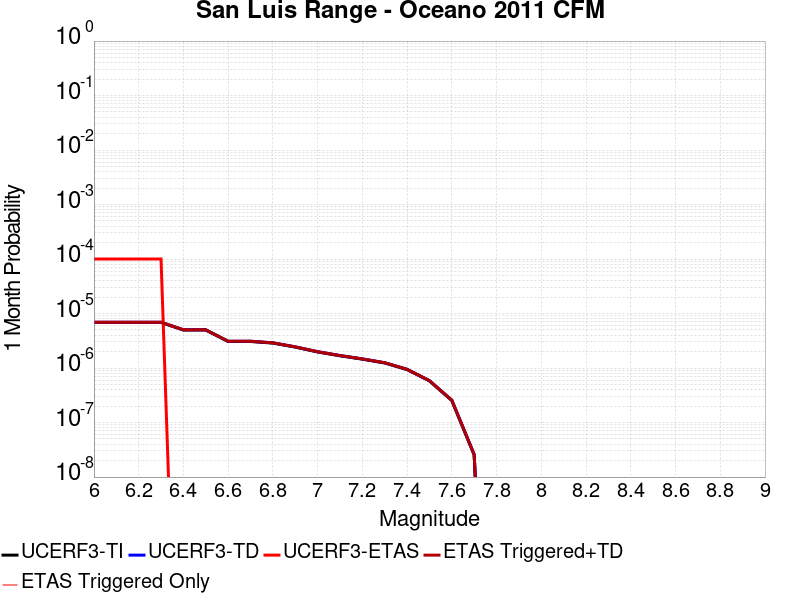 San Luis Range - Oceano 2011 CFM
10^0
10^-1
10^-2
10^-3
10^-4
10^-5
10^-6
10^-7
10^-8
1 Month Probability
6 6.2 6.4 6.6 6.8 7 7.2 7.4 7.6 7.8 8 8.2 8.4 8.6 8.8 9
Magnitude
UCERF3-TI UCERF3-TD UCERF3-ETAS ETAS Triggered+TD
ETAS Triggered Only